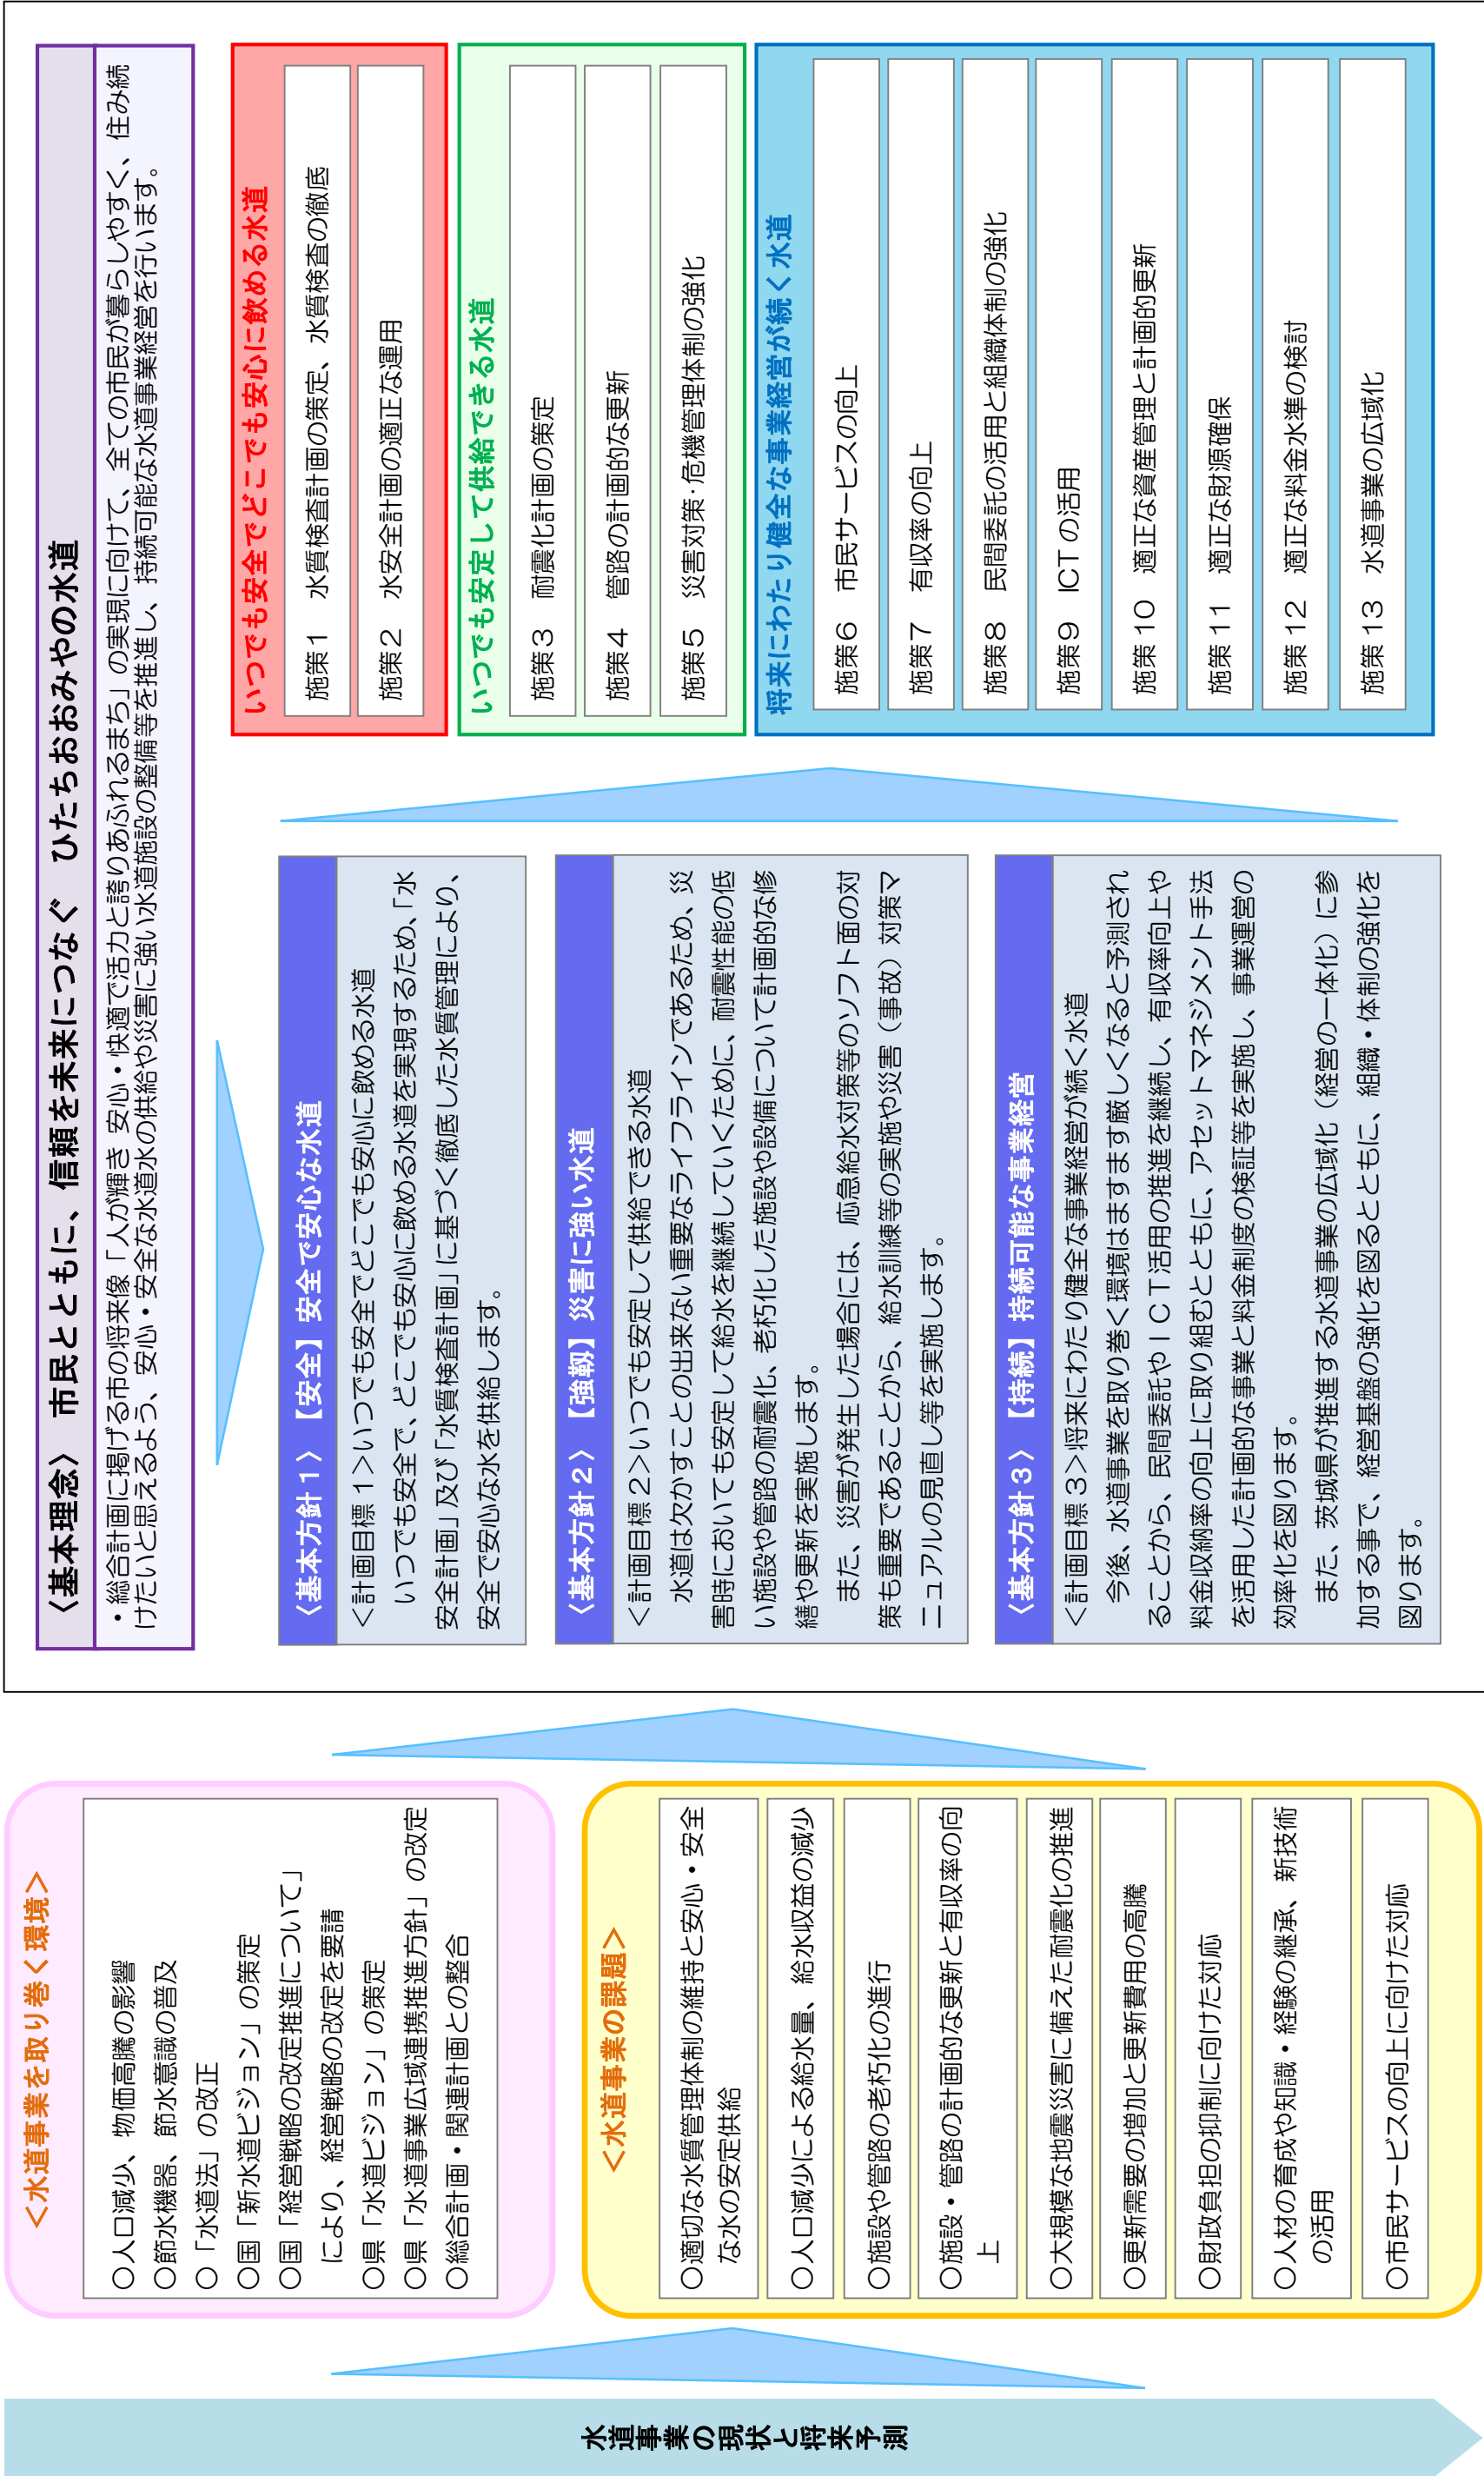 水道事業の現状と将来予測
＜水道事業を取り巻く環境＞
○人口減少、物価高騰の影響
○節水機器、節水意識の普及
○「水道法」の改正
○国「新水道ビジョン」の策定
○国「経営戦略の改定推進について」
により、経営戦略の改定を要請
○県「水道ビジョン」の策定
○県「水道事業広域連携推進方針」の改定
○総合計画・関連計画との整合
＜水道事業の課題＞
○適切な水質管理体制の維持と安心・安全
な水の安定供給
○人口減少による給水量、給水収益の減少
○施設や管路の老朽化の進行
○施設・管路の計画的な更新と有収率の向
上
○大規模な地震災害に備えた耐震化の推進
○更新需要の増加と更新費用の高騰
○財政負担の抑制に向けた対応
○人材の育成や知識・経験の継承、新技術
の活用
○市民サービスの向上に向けた対応
〈基本理念〉　市民とともに、信頼を未来につなぐ　ひたちおおみやの水道
・総合計画に掲げる市の将来像「人が輝き 安心・快適で活力と誇りあふれるまち」の実現に向けて、全ての市民が暮らしやすく、住み続
けたいと思えるよう、安心・安全な水道水の供給や災害に強い水道施設の整備等を推進し、持続可能な水道事業経営を行います。
〈基本方針１〉【安全】安全で安心な水道
＜計画目標１＞いつでも安全でどこでも安心に飲める水道
いつでも安全で、どこでも安心に飲める水道を実現するため、「水
安全計画」及び「水質検査計画」に基づく徹底した水質管理により、
安全で安心な水を供給します。
〈基本方針２〉【強靱】災害に強い水道
＜計画目標２＞いつでも安定して供給できる水道
水道は欠かすことの出来ない重要なライフラインであるため、災
害時においても安定して給水を継続していくために、耐震性能の低
い施設や管路の耐震化、老朽化した施設や設備について計画的な修
繕や更新を実施します。
また、災害が発生した場合には、応急給水対策等のソフト面の対
策も重要であることから、給水訓練等の実施や災害（事故）対策マ
ニュアルの見直し等を実施します。
〈基本方針３〉【持続】持続可能な事業経営
＜計画目標３＞将来にわたり健全な事業経営が続く水道
今後、水道事業を取り巻く環境はますます厳しくなると予測され
ることから、民間委託やＩＣＴ活用の推進を継続し、有収率向上や
料金収納率の向上に取り組むとともに、アセットマネジメント手法
を活用した計画的な事業と料金制度の検証等を実施し、事業運営の
効率化を図ります。
また、茨城県が推進する水道事業の広域化（経営の一体化）に参
加する事で、経営基盤の強化を図るとともに、組織・体制の強化を
図ります。
いつでも安全でどこでも安心に飲める水道
施策１　水質検査計画の策定、水質検査の徹底
施策２　水安全計画の適正な運用
いつでも安定して供給できる水道
施策３　耐震化計画の策定
施策４　管路の計画的な更新
施策５　災害対策・危機管理体制の強化
将来にわたり健全な事業経営が続く水道
施策６　市民サービスの向上
施策７　有収率の向上
施策８　民間委託の活用と組織体制の強化
施策９　ICT の活用
施策 10　適正な資産管理と計画的更新
施策 11　適正な財源確保
施策 12　適正な料金水準の検討
施策 13　水道事業の広域化